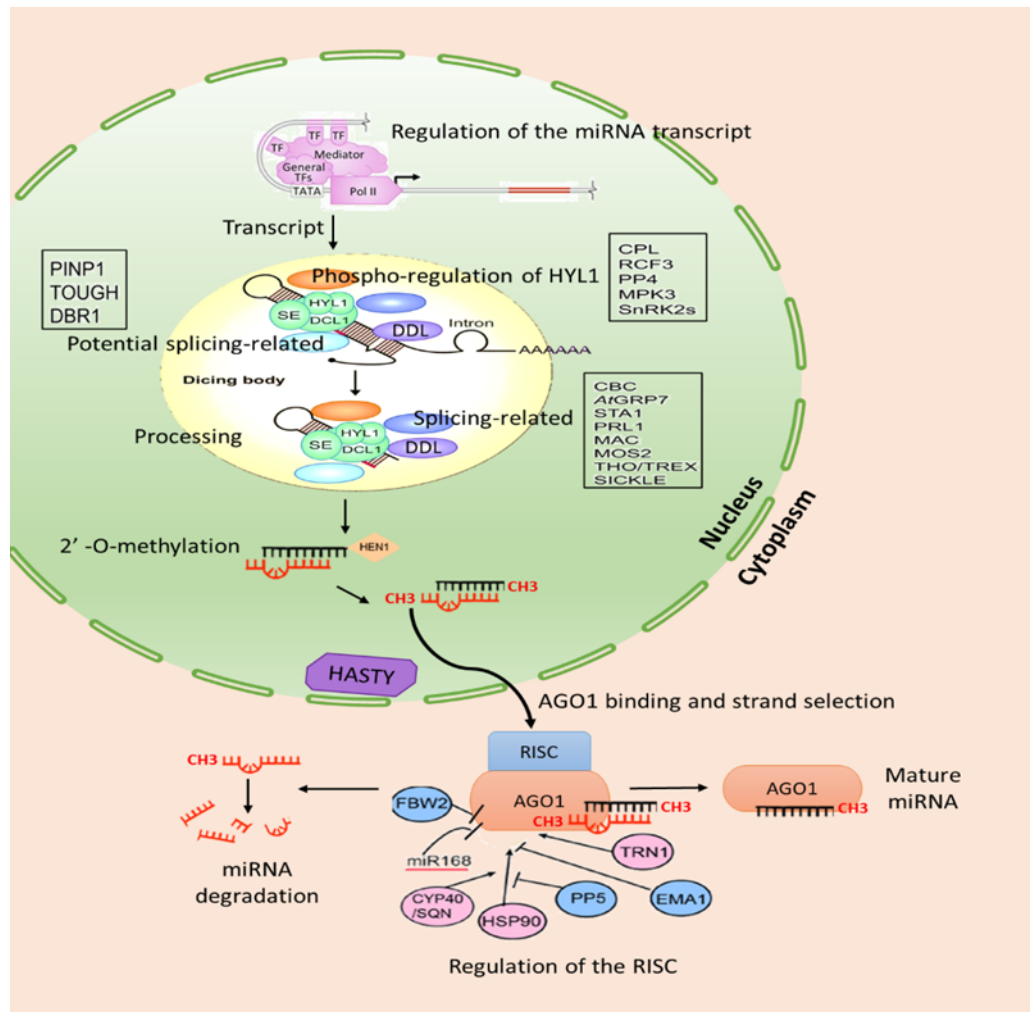 Regulation of the miRNA transcript
TF
TF
TF
Mediator
General
TFs
TATA
Pol II
Transcript
PINP1
TOUGH
DBR1
CPL
RCF3
PP4
MPK3
SnRK2s
Phospho-regulation of HYL1
HYL1
SE
DCL1
DDL
Intron
AAAAAA
Potential splicing-related
Dicing body
CBC
AtGRP7
STA1
PRL1
MAC
MOS2
THO/TREX
SICKLE
Splicing-related
Processing
HYL1
SE
DCL1
DDL
Nucleus
Cytoplasm
2' -O-methylation
HEN1
CH3
CH3
HASTY
AGO1 binding and strand selection
RISC
CH3
FBW2
AGO1
CH3
CH3
AGO1
CH3
Mature
miRNA
miR168
TRN1
miRNA
degradation
CYP40
/SQN
HSP90
PP5
EMA1
Regulation of the RISC